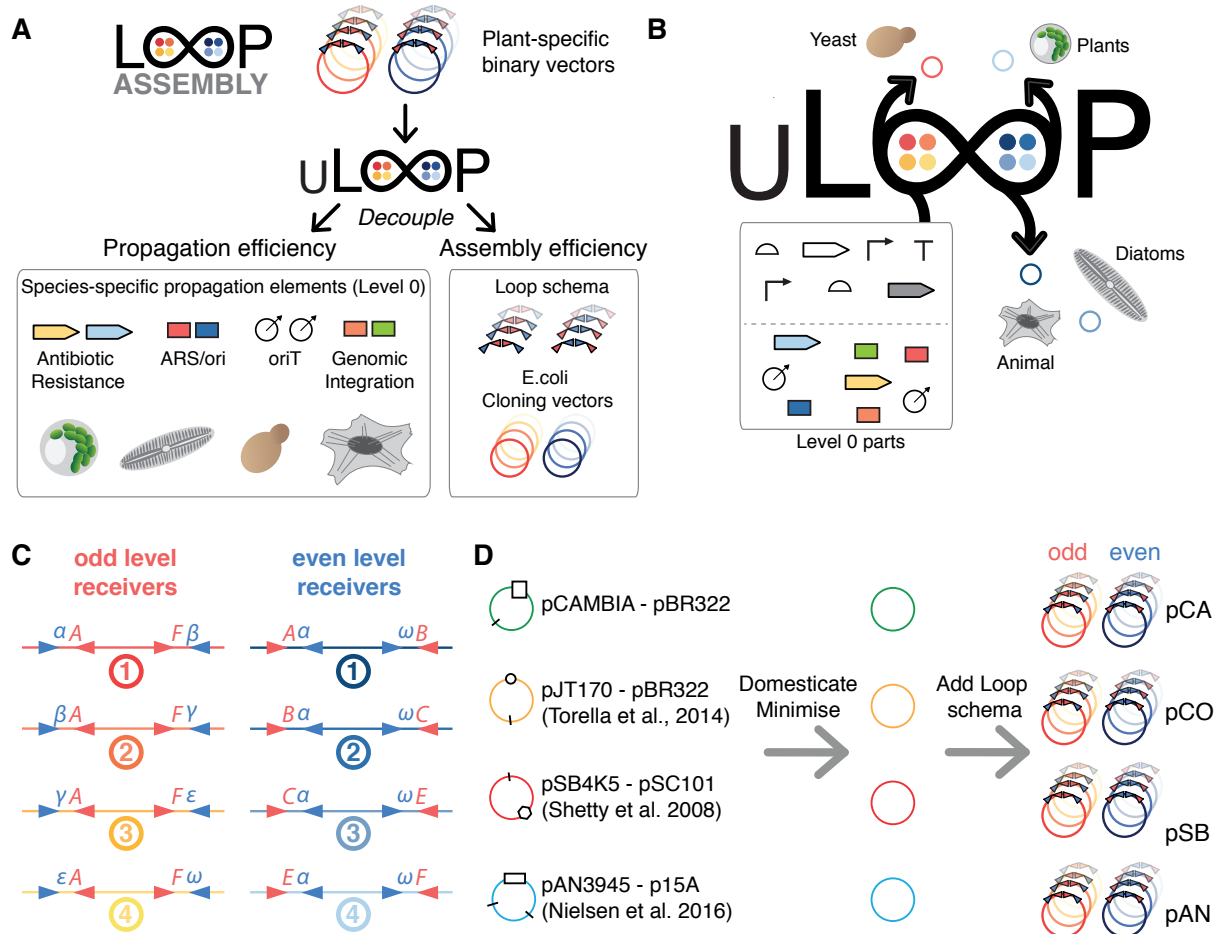 A
LOOP
ASSEMBLY
Plant-specific
binary vectors
uLOOP
Decouple
Propagation efficiency
Assembly efficiency
Species-specific propagation elements (Level 0)
Antibiotic
Resistance
ARS/ori
oriT
Genomic
Integration
Loop schema
E.coli
Cloning vectors
B
Yeast
Plants
uLOOP
Diatoms
Animal
Level 0 parts
C
odd level
receivers
even level
receivers
α A F β
1
A α ω B
1
β A F γ
2
B α ω C
2
γ A F ε
3
C α ω E
3
ε A F ω
4
E α ω F
4
D
odd even
pCAMBIA - pBR322
pCA
pJT170 - pBR322
(Torella et al., 2014)
Domesticate
Minimise
Add Loop
schema
pCO
pSB4K5 - pSC101
(Shetty et al. 2008)
pSB
pAN3945 - p15A
(Nielsen et al. 2016)
pAN